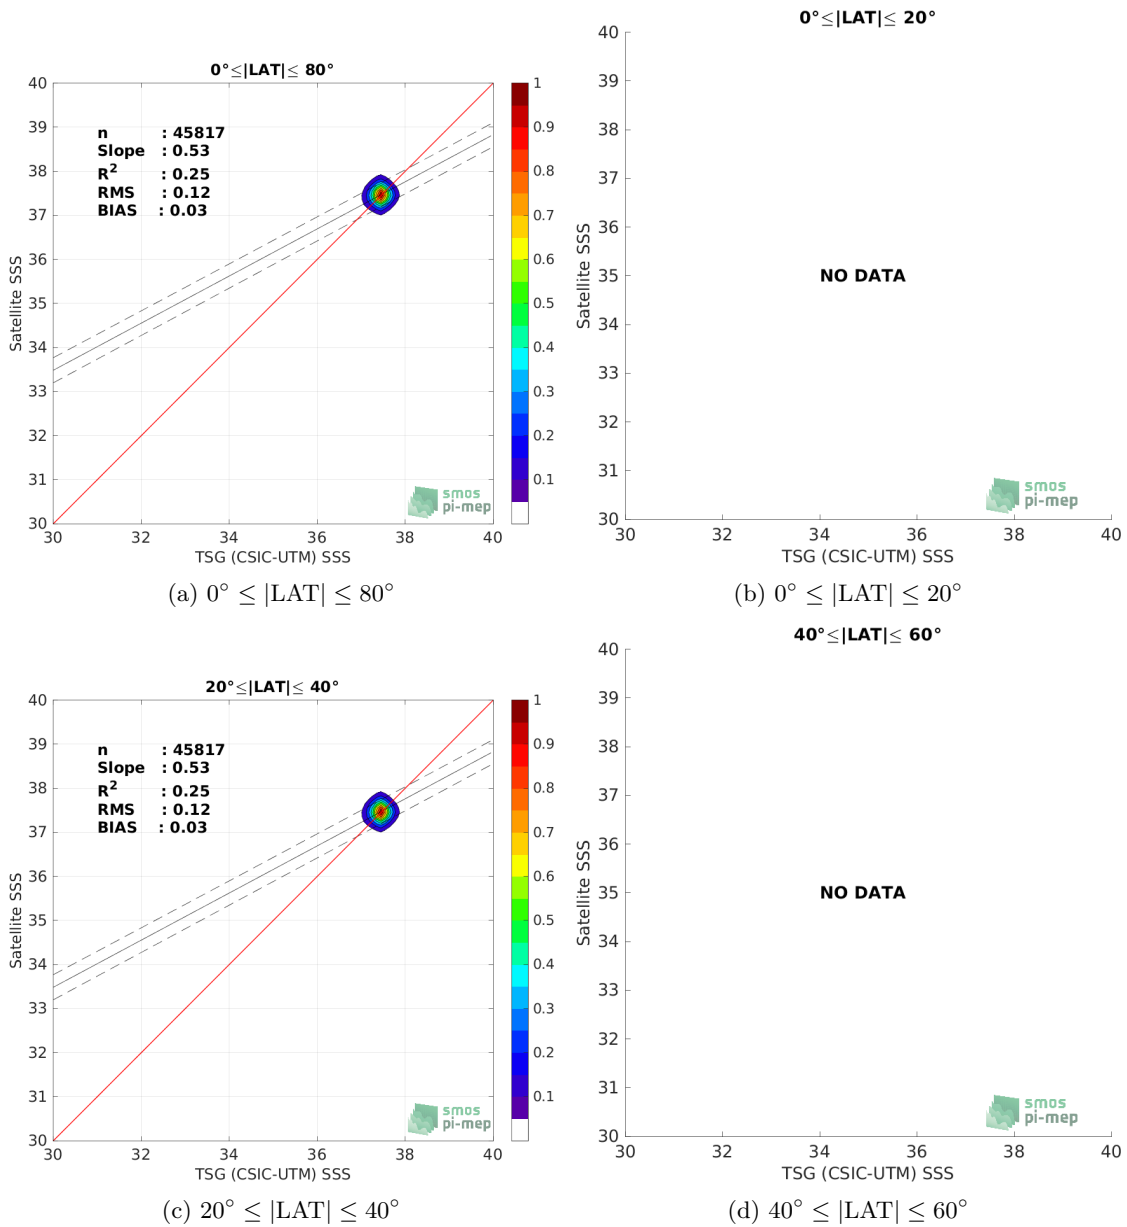 0°≤|LAT|≤ 80°
40
39
38
37
36
35
34
33
32
31
30
Satellite SSS
n : 45817
Slope : 0.53
R² : 0.25
RMS : 0.12
BIAS : 0.03
1
0.9
0.8
0.7
0.6
0.5
0.4
0.3
0.2
0.1
smos
pi-mep
30 32 34 36 38 40
TSG (CSIC-UTM) SSS
(a) 0° ≤ |LAT| ≤ 80°
0°≤|LAT|≤ 20°
40
39
38
37
36
35
34
33
32
31
30
Satellite SSS
NO DATA
smos
pi-mep
30 32 34 36 38 40
TSG (CSIC-UTM) SSS
(b) 0° ≤ |LAT| ≤ 20°
20°≤|LAT|≤ 40°
40
39
38
37
36
35
34
33
32
31
30
Satellite SSS
n : 45817
Slope : 0.53
R² : 0.25
RMS : 0.12
BIAS : 0.03
1
0.9
0.8
0.7
0.6
0.5
0.4
0.3
0.2
0.1
smos
pi-mep
30 32 34 36 38 40
TSG (CSIC-UTM) SSS
(c) 20° ≤ |LAT| ≤ 40°
40°≤|LAT|≤ 60°
40
39
38
37
36
35
34
33
32
31
30
Satellite SSS
NO DATA
smos
pi-mep
30 32 34 36 38 40
TSG (CSIC-UTM) SSS
(d) 40° ≤ |LAT| ≤ 60°